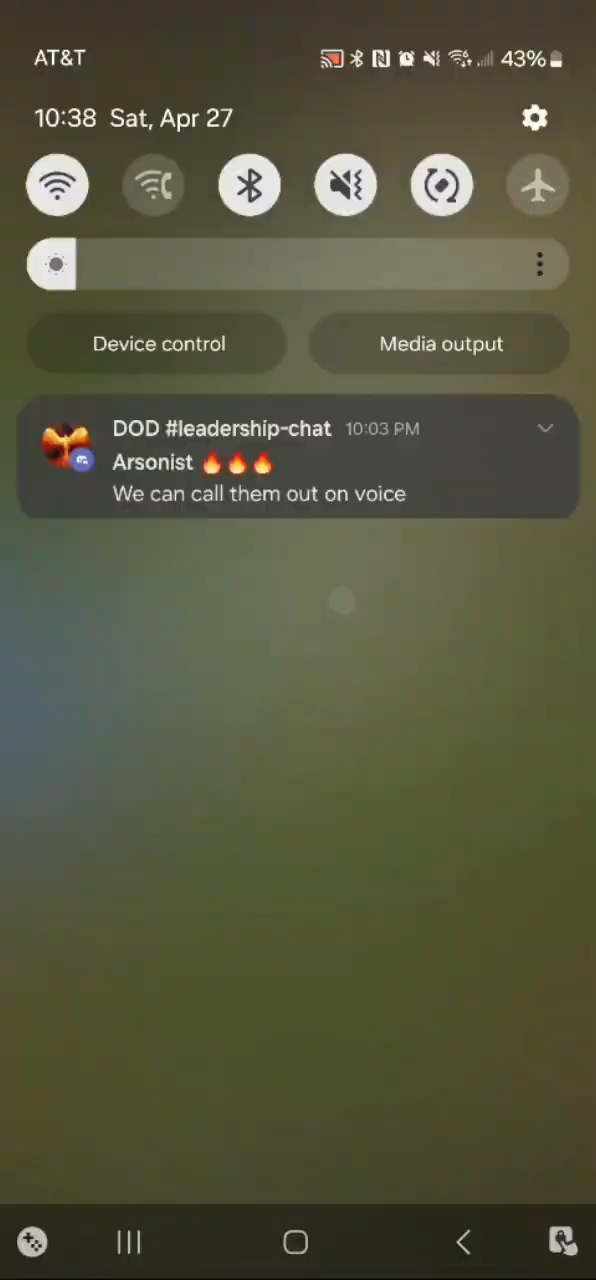 AT&T 43%
10:38 Sat, Apr 27
Device control Media output
DOD #leadership-chat 10:03 PM
Arsonist 🔥🔥🔥
We can call them out on voice